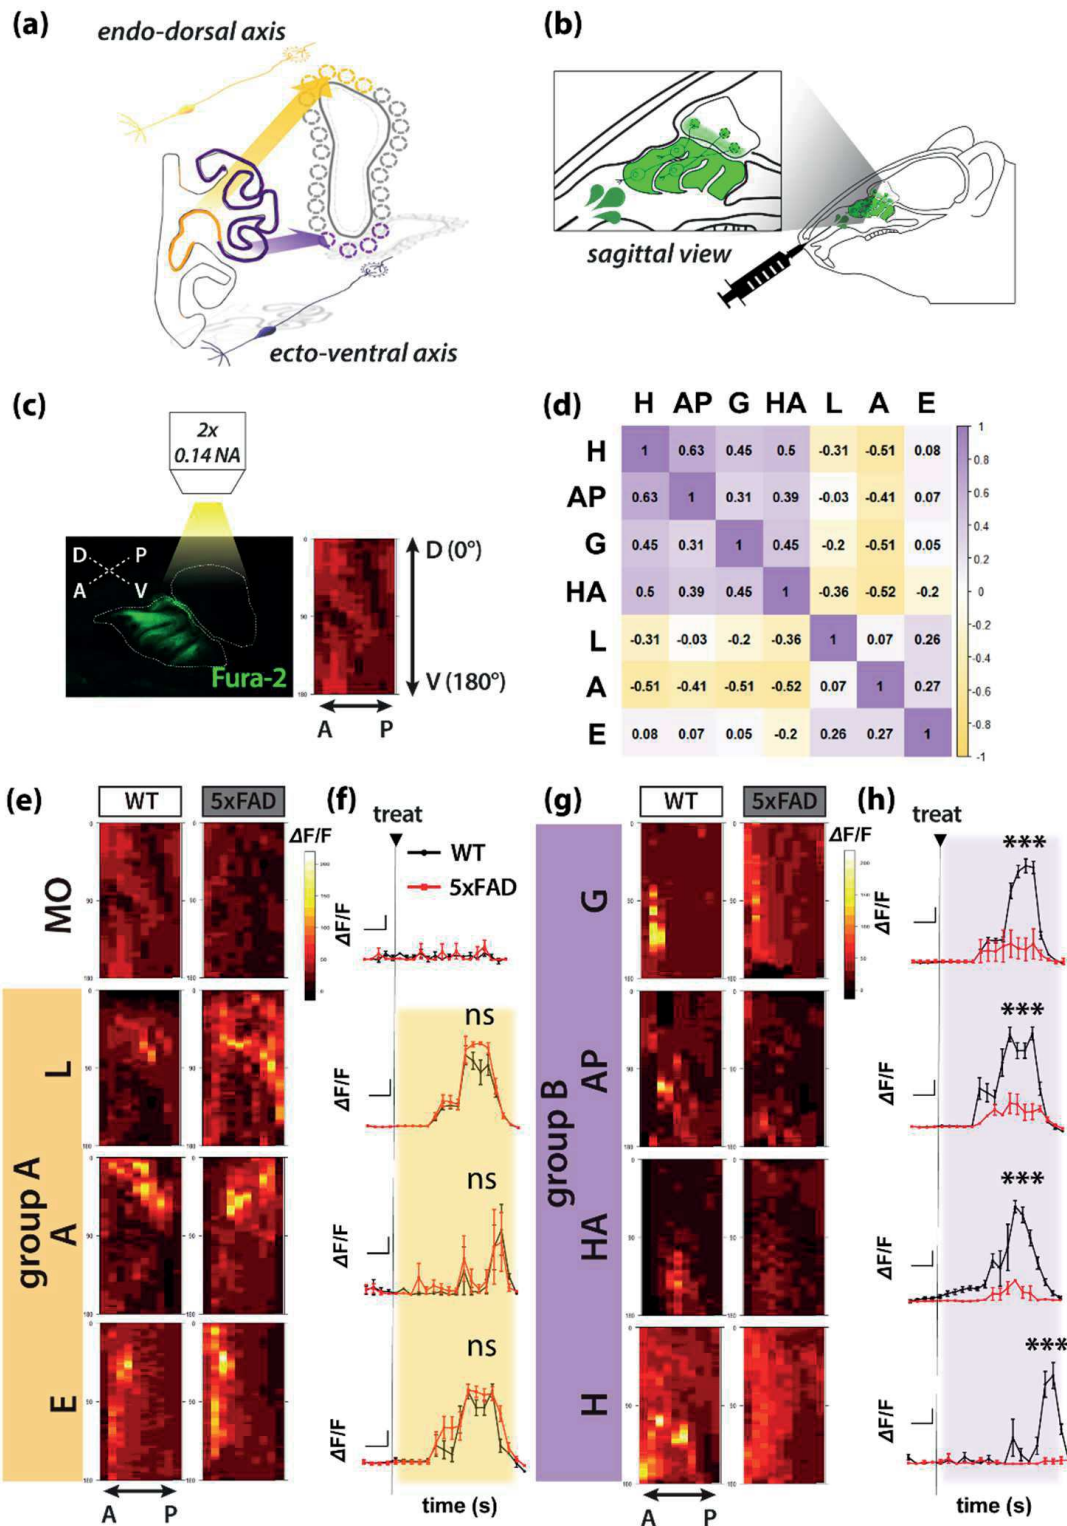 (a)
endo-dorsal axis
ecto-ventral axis
(b)
sagittal view
(c)
2x
0.14 NA
D P
A V
Fura-2
0
90
180
D (0°)
V (180°)
A P
(d)
H AP G HA L A E
H 1 0.63 0.45 0.5 -0.31 -0.51 0.08
AP 0.63 1 0.31 0.39 -0.03 -0.41 0.07
G 0.45 0.31 1 0.45 -0.2 -0.51 0.05
HA 0.5 0.39 0.45 1 -0.36 -0.52 -0.2
L -0.31 -0.03 -0.2 -0.36 1 0.07 0.26
A -0.51 -0.41 -0.51 -0.52 0.07 1 0.27
E 0.08 0.07 0.05 -0.2 0.26 0.27 1
1
0.8
0.6
0.4
0.2
0
-0.2
-0.4
-0.6
-0.8
-1
(e)
WT
5xFAD
ΔF/F
MO
group A
L
A
E
A P
(f)
treat
WT
5xFAD
ΔF/F
ns
ΔF/F
ns
ΔF/F
ns
ΔF/F
time (s)
(g)
WT
5xFAD
ΔF/F
group B
G
AP
HA
H
A P
(h)
treat
***
ΔF/F
***
ΔF/F
***
ΔF/F
***
ΔF/F
time (s)